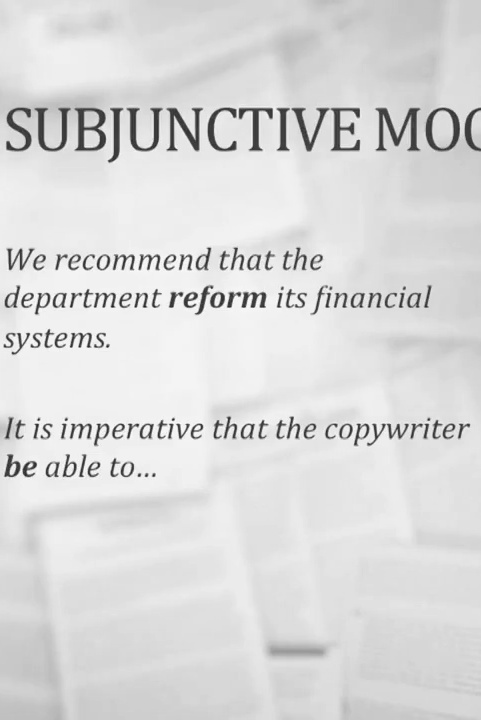 SUBJUNCTIVE MOO
We recommend that the
department reform its financial
systems.
It is imperative that the copywriter
be able to...